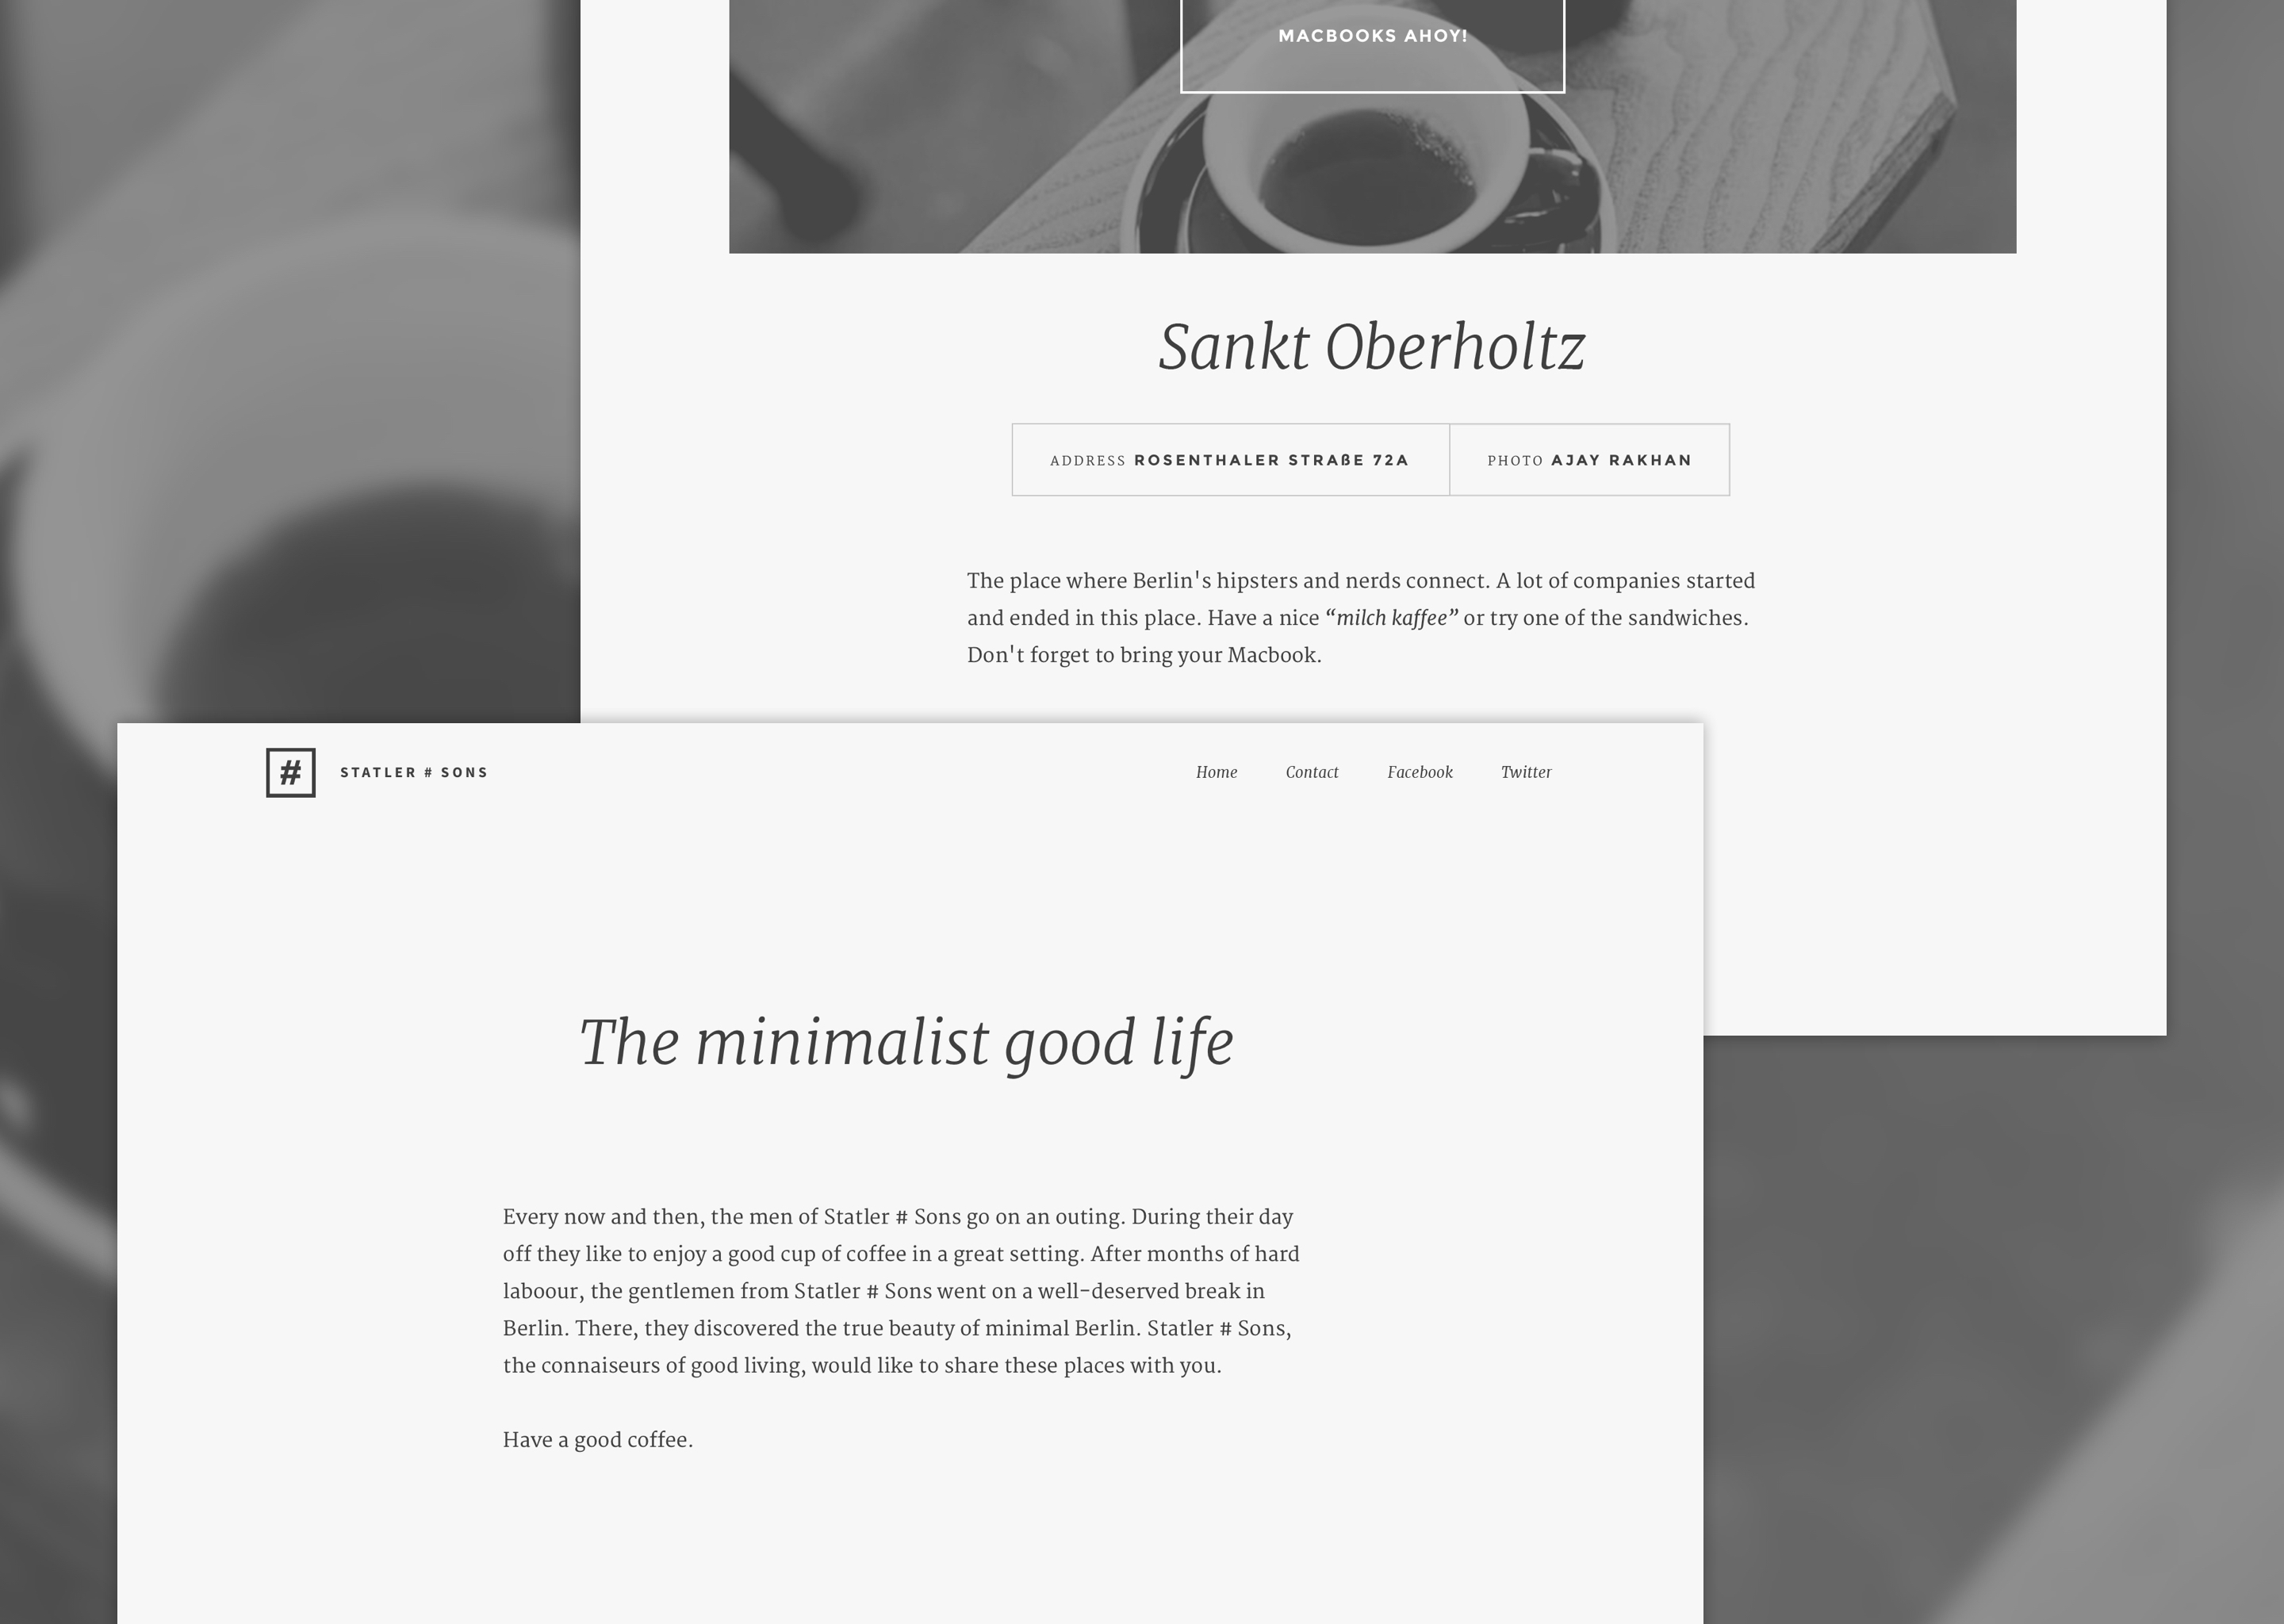 MACBOOKS AHOY!
Sankt Oberholtz
ADDRESS ROSENTHALER STRAßE 72A PHOTO AJAY RAKHAN
The place where Berlin's hipsters and nerds connect. A lot of companies started
and ended in this place. Have a nice “milch kaffee” or try one of the sandwiches.
Don't forget to bring your Macbook.
# STATLER # SONS Home Contact Facebook Twitter
The minimalist good life
Every now and then, the men of Statler # Sons go on an outing. During their day
off they like to enjoy a good cup of coffee in a great setting. After months of hard
laboour, the gentlemen from Statler # Sons went on a well-deserved break in
Berlin. There, they discovered the true beauty of minimal Berlin. Statler # Sons,
the connaiseurs of good living, would like to share these places with you.
Have a good coffee.